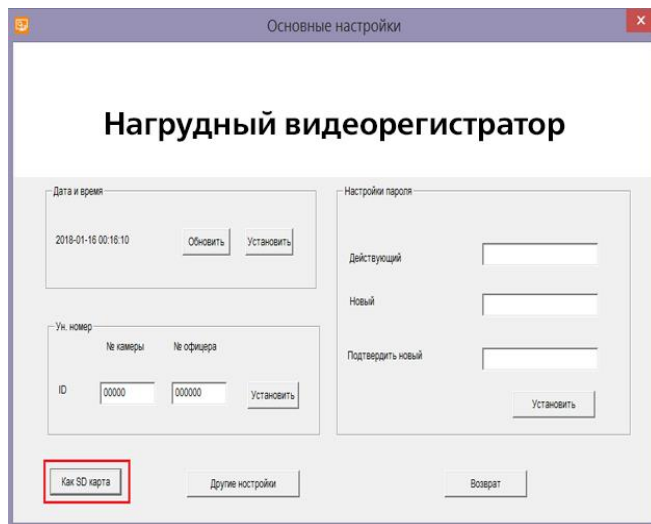 Основные настройки
x
Нагрудный видеорегистратор
Дата и время
2018-01-16 00:16:10
Обновить
Установить
Ун. номер
№ камеры
№ офицера
ID
00000
000000
Установить
Настройки пароля
Действующий
Новый
Подтвердить новый
Установить
Как SD карта
Другие ностройки
Возврат